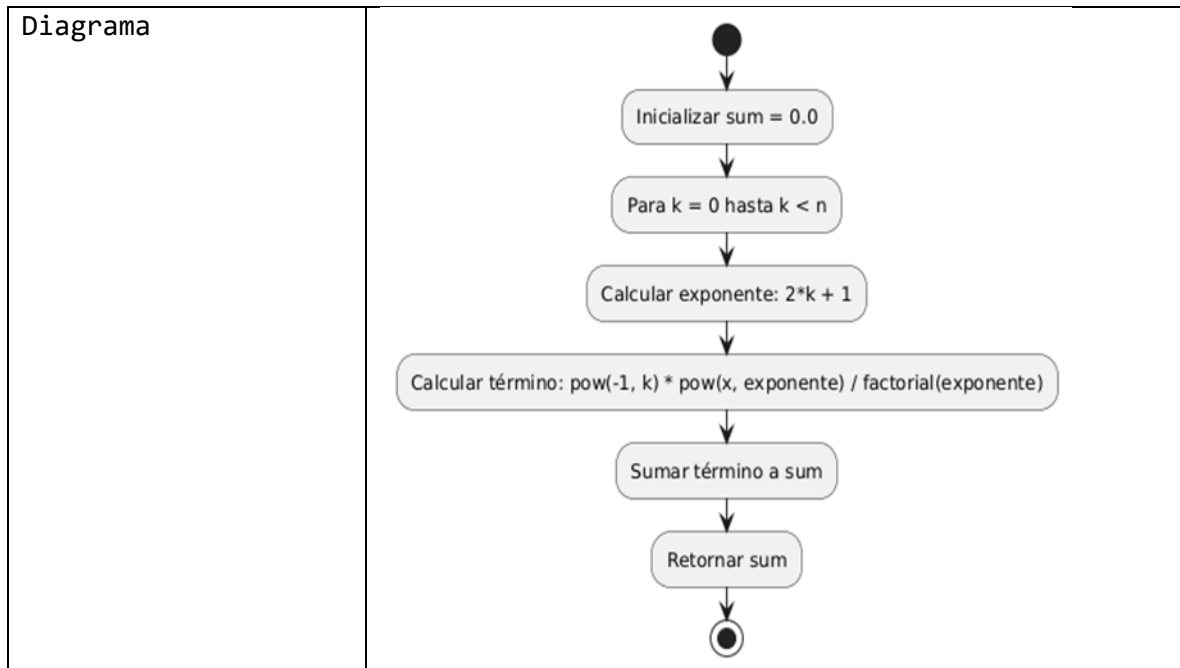 Diagrama
Inicializar sum = 0.0
Para k = 0 hasta k < n
Calcular exponente: 2*k + 1
Calcular término: pow(-1, k) * pow(x, exponente) / factorial(exponente)
Sumar término a sum
Retornar sum